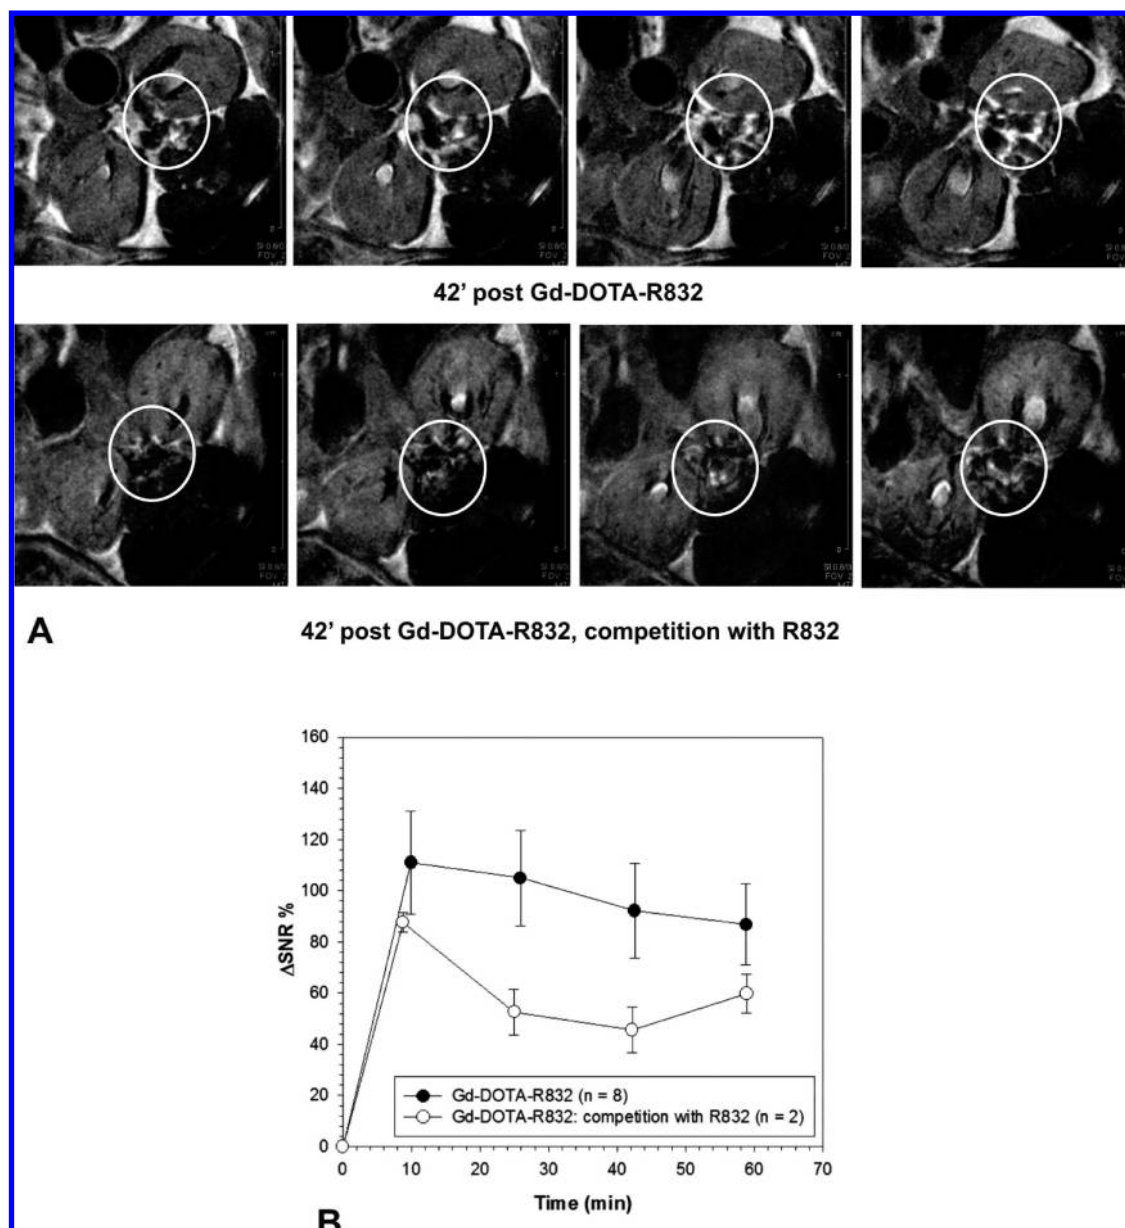 42' post Gd-DOTA-R832
A
42' post Gd-DOTA-R832, competition with R832
160
140
120
100
80
60
40
20
0
ΔSNR %
Gd-DOTA-R832 (n = 8)
Gd-DOTA-R832: competition with R832 (n = 2)
0 10 20 30 40 50 60 70
Time (min)
B